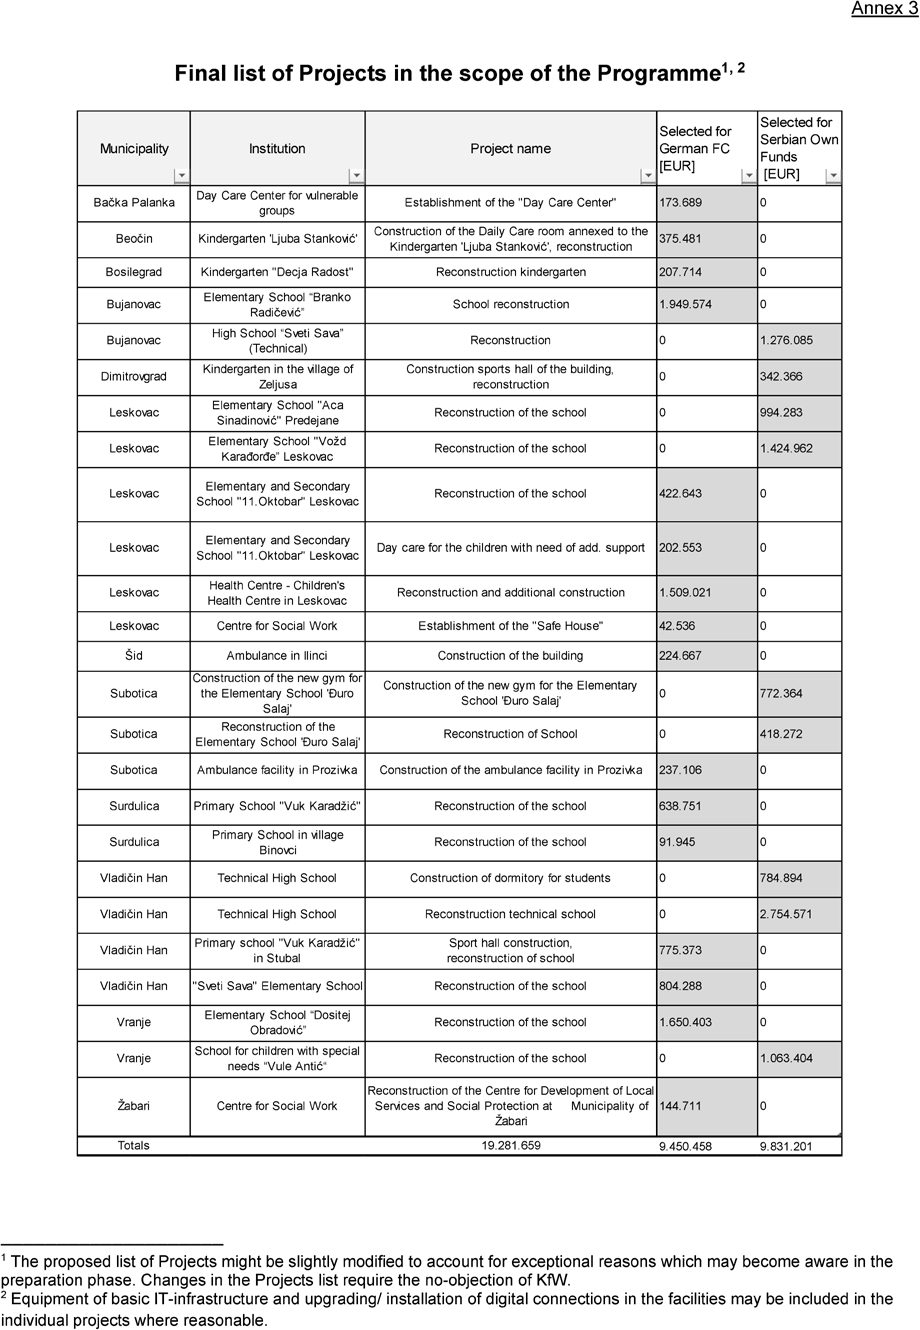 Annex 3
Final list of Projects in the scope of the Programme1, 2
Municipality Institution Project name Selected for German FC [EUR] Selected for Serbian Own Funds [EUR]
Bačka Palanka Day Care Center for vulnerable groups Establishment of the "Day Care Center" 173.689 0
Beočin Kindergarten 'Ljuba Stanković' Construction of the Daily Care room annexed to the Kindergarten 'Ljuba Stanković', reconstruction 375.481 0
Bosilegrad Kindergarten "Decja Radost" Reconstruction kindergarten 207.714 0
Bujanovac Elementary School “Branko Radičević” School reconstruction 1.949.574 0
Bujanovac High School “Sveti Sava” (Technical) Reconstruction 0 1.276.085
Dimitrovgrad Kindergarten in the village of Zeljusa Construction sports hall of the building, reconstruction 0 342.366
Leskovac Elementary School "Aca Sinadinović" Predejane Reconstruction of the school 0 994.283
Leskovac Elementary School "Vožd Karađorđe” Leskovac Reconstruction of the school 0 1.424.962
Leskovac Elementary and Secondary School "11.Oktobar" Leskovac Reconstruction of the school 422.643 0
Leskovac Elementary and Secondary School "11.Oktobar" Leskovac Day care for the children with need of add. support 202.553 0
Leskovac Health Centre - Children's Health Centre in Leskovac Reconstruction and additional construction 1.509.021 0
Leskovac Centre for Social Work Establishment of the "Safe House" 42.536 0
Šid Ambulance in Ilinci Construction of the building 224.667 0
Subotica Construction of the new gym for the Elementary School 'Đuro Salaj' Construction of the new gym for the Elementary School 'Đuro Salaj' 0 772.364
Subotica Reconstruction of the Elementary School 'Đuro Salaj' Reconstruction of School 0 418.272
Subotica Ambulance facility in Prozivka Construction of the ambulance facility in Prozivka 237.106 0
Surdulica Primary School "Vuk Karadžić" Reconstruction of the school 638.751 0
Surdulica Primary School in village Binovci Reconstruction of the school 91.945 0
Vladičin Han Technical High School Construction of dormitory for students 0 784.894
Vladičin Han Technical High School Reconstruction technical school 0 2.754.571
Vladičin Han Primary school "Vuk Karadžić" in Stubal Sport hall construction, reconstruction of school 775.373 0
Vladičin Han "Sveti Sava" Elementary School Reconstruction of the school 804.288 0
Vranje Elementary School “Dositej Obradović” Reconstruction of the school 1.650.403 0
Vranje School for children with special needs “Vule Antić“ Reconstruction of the school 0 1.063.404
Žabari Centre for Social Work Reconstruction of the Centre for Development of Local Services and Social Protection at Municipality of Žabari 144.711 0
Totals 19.281.659 9.450.458 9.831.201
1 The proposed list of Projects might be slightly modified to account for exceptional reasons which may become aware in the
preparation phase. Changes in the Projects list require the no-objection of KfW.
2 Equipment of basic IT-infrastructure and upgrading/ installation of digital connections in the facilities may be included in the
individual projects where reasonable.